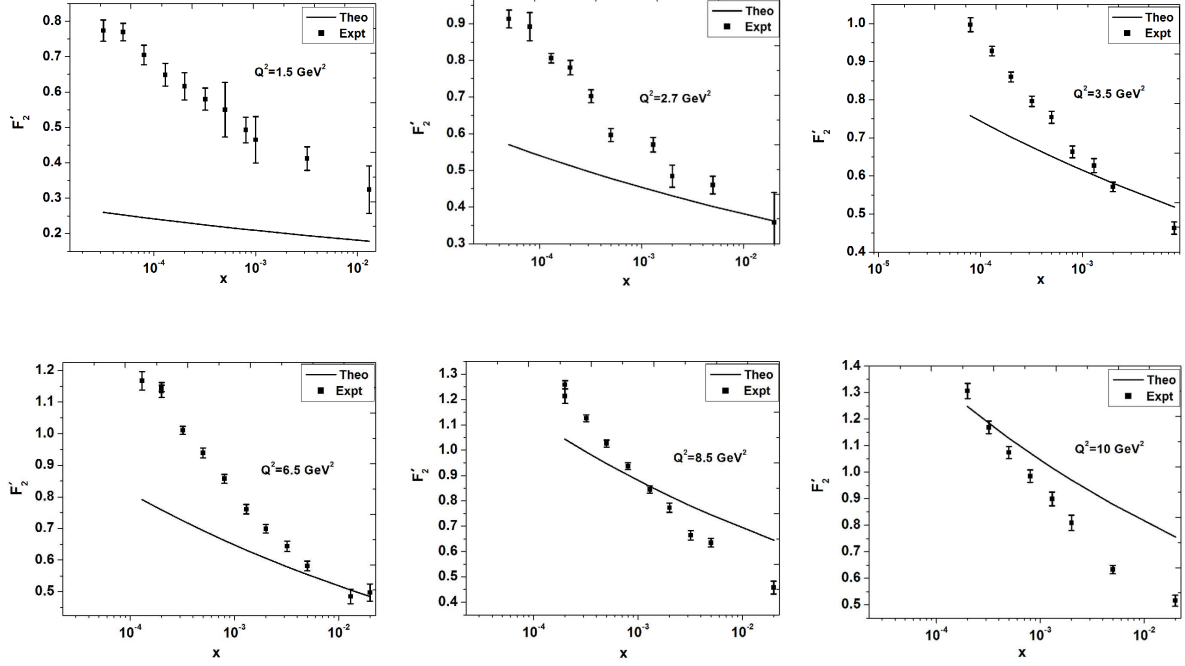 Theo
Expt
Q²=1.5 GeV²
F₂′
0.8
0.7
0.6
0.5
0.4
0.3
0.2
10⁻⁴
10⁻³
10⁻²
x
Theo
Expt
Q²=2.7 GeV²
F₂′
0.9
0.8
0.7
0.6
0.5
0.4
0.3
10⁻⁴
10⁻³
10⁻²
x
Theo
Expt
Q²=3.5 GeV²
F₂′
1.0
0.9
0.8
0.7
0.6
0.5
0.4
10⁻⁵
10⁻⁴
10⁻³
x
Theo
Expt
Q²=6.5 GeV²
F₂′
1.2
1.1
1.0
0.9
0.8
0.7
0.6
0.5
10⁻⁴
10⁻³
10⁻²
x
Theo
Expt
Q²=8.5 GeV²
F₂′
1.3
1.2
1.1
1.0
0.9
0.8
0.7
0.6
0.5
0.4
10⁻⁴
10⁻³
10⁻²
x
Theo
Expt
Q²=10 GeV²
F₂′
1.4
1.3
1.2
1.1
1.0
0.9
0.8
0.7
0.6
0.5
10⁻⁴
10⁻³
10⁻²
x